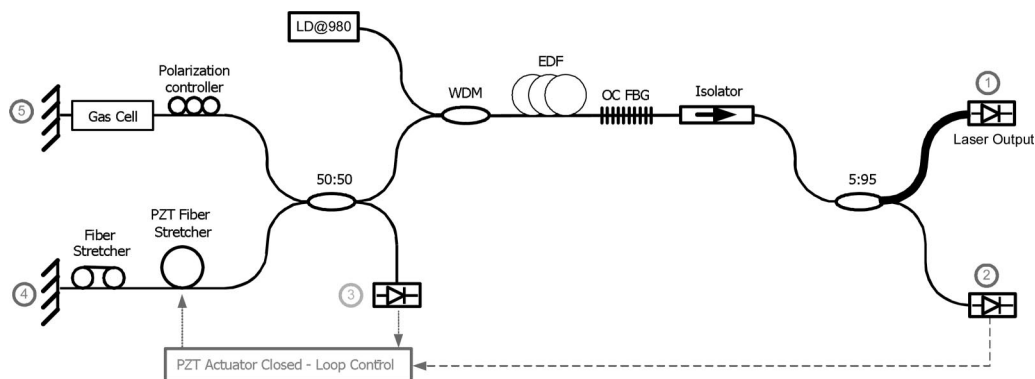 LD@980
Polarization
controller
5
Gas Cell
WDM
EDF
OC FBG
Isolator
1
Laser Output
50:50
5:95
PZT Fiber
Stretcher
Fiber
Stretcher
4
3
2
PZT Actuator Closed - Loop Control